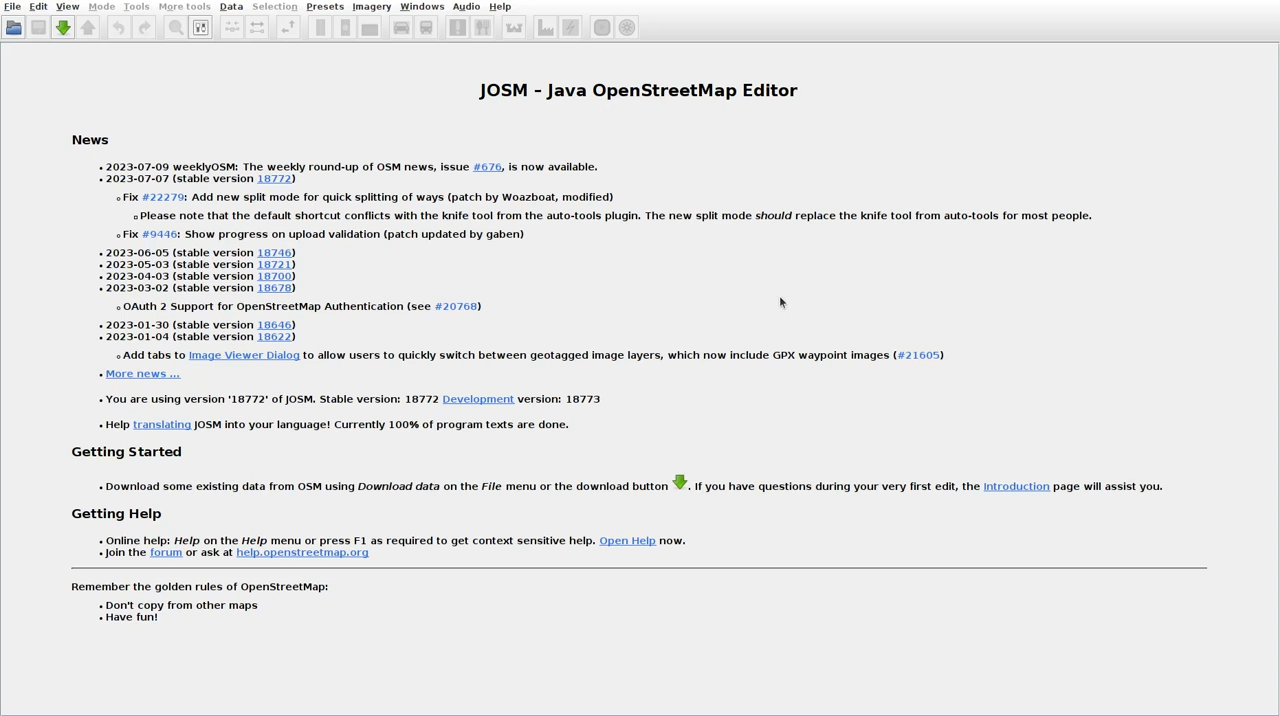 File Edit View Mode Tools More tools Data Selection Presets Imagery Windows Audio Help
JOSM – Java OpenStreetMap Editor
News
2023-07-09 weeklyOSM: The weekly round-up of OSM news, issue #676, is now available.
2023-07-07 (stable version 18772)
Fix #22279: Add new split mode for quick splitting of ways (patch by Woazboat, modified)
Please note that the default shortcut conflicts with the knife tool from the auto-tools plugin. The new split mode should replace the knife tool from auto-tools for most people.
Fix #9446: Show progress on upload validation (patch updated by gaben)
2023-06-05 (stable version 18746)
2023-05-03 (stable version 18721)
2023-04-03 (stable version 18700)
2023-03-02 (stable version 18678)
OAuth 2 Support for OpenStreetMap Authentication (see #20768)
2023-01-30 (stable version 18646)
2023-01-04 (stable version 18622)
Add tabs to Image Viewer Dialog to allow users to quickly switch between geotagged image layers, which now include GPX waypoint images (#21605)
More news ...
You are using version '18772' of JOSM. Stable version: 18772 Development version: 18773
Help translating JOSM into your language! Currently 100% of program texts are done.
Getting Started
Download some existing data from OSM using Download data on the File menu or the download button . If you have questions during your very first edit, the Introduction page will assist you.
Getting Help
Online help: Help on the Help menu or press F1 as required to get context sensitive help. Open Help now.
Join the forum or ask at help.openstreetmap.org
Remember the golden rules of OpenStreetMap:
Don't copy from other maps
Have fun!